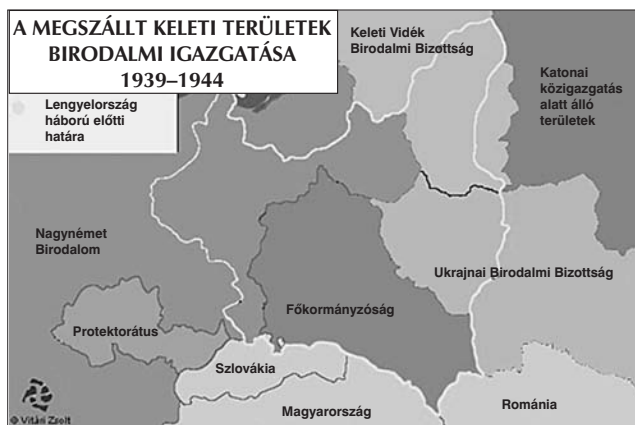 A MEGSZÁLLT KELETI TERÜLETEK
BIRODALMI IGAZGATÁSA
1939–1944
Lengyelország
háború előtti
határa
Keleti Vidék
Birodalmi Bizottság
Katonai
közigazgatás
alatt álló
területek
Nagynémet
Birodalom
Ukrajnai Birodalmi Bizottság
Főkormányzóság
Protektorátus
Szlovákia
Magyarország
Románia
© Vitári Zsolt